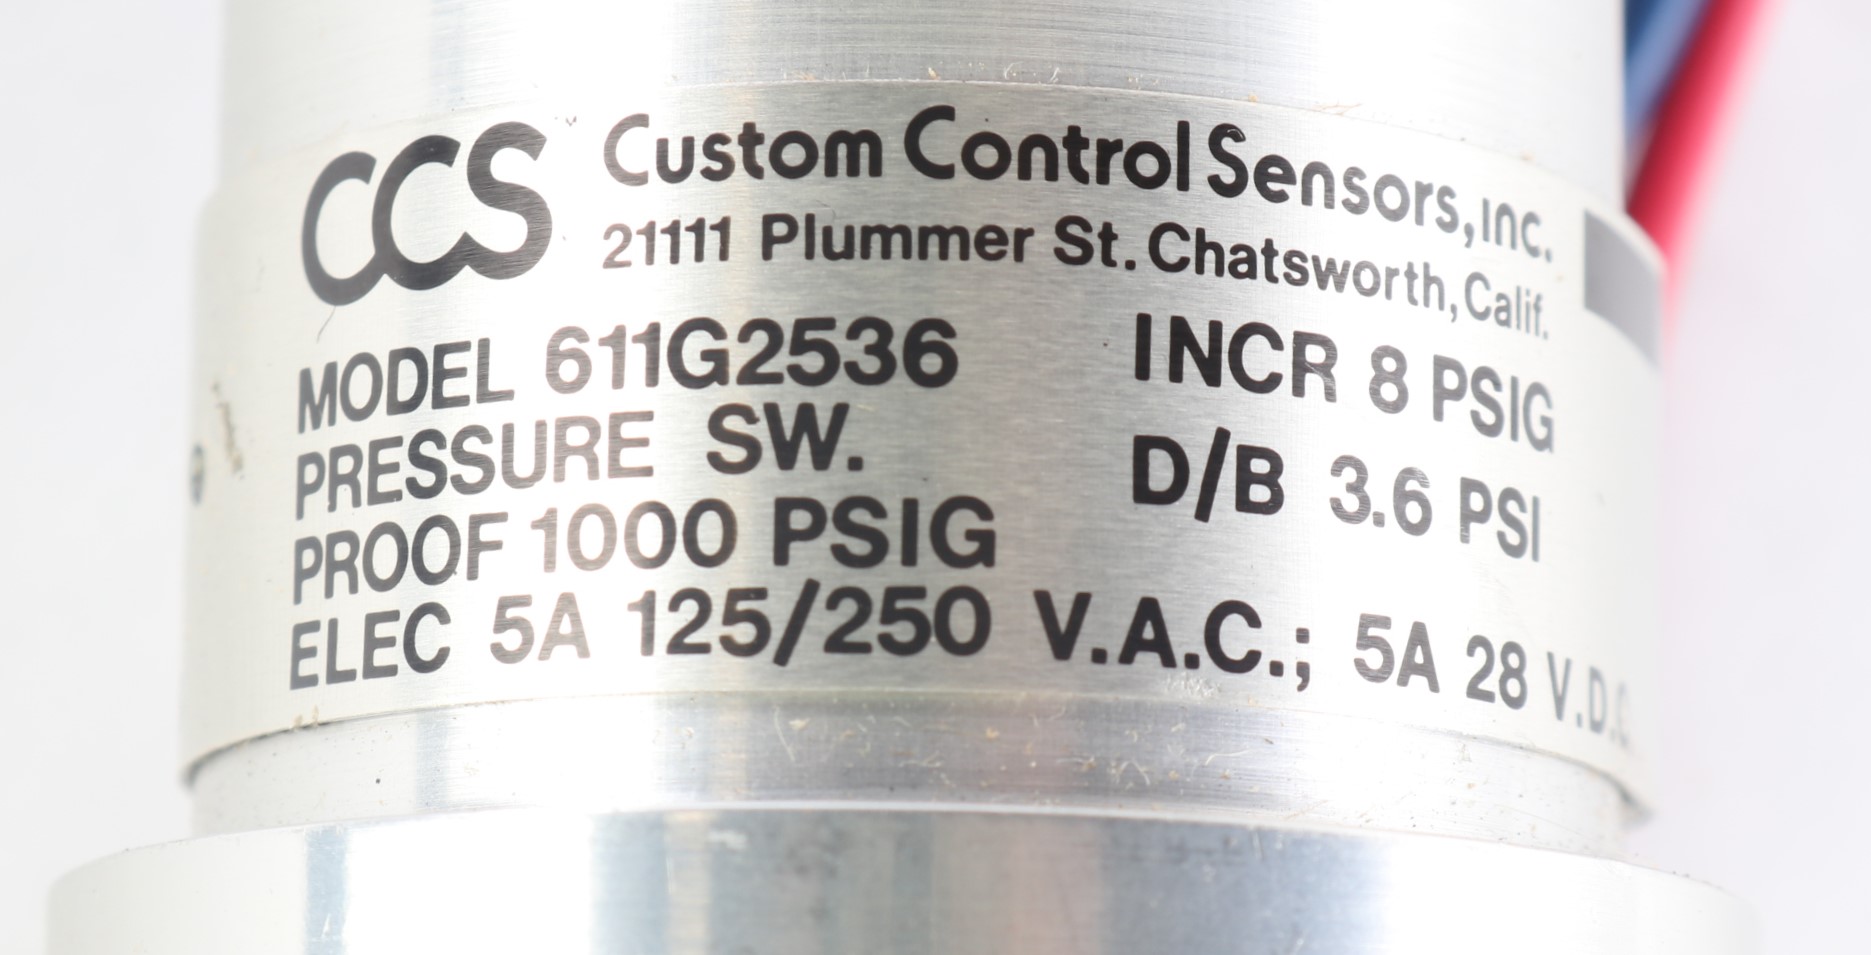 CCS Custom Control Sensors, Inc.
21111 Plummer St. Chatsworth, Calif.
MODEL 611G2536 INCR 8 PSIG
PRESSURE SW. D/B 3.6 PSI
PROOF 1000 PSIG
ELEC 5A 125/250 V.A.C.; 5A 28 V.D.C.